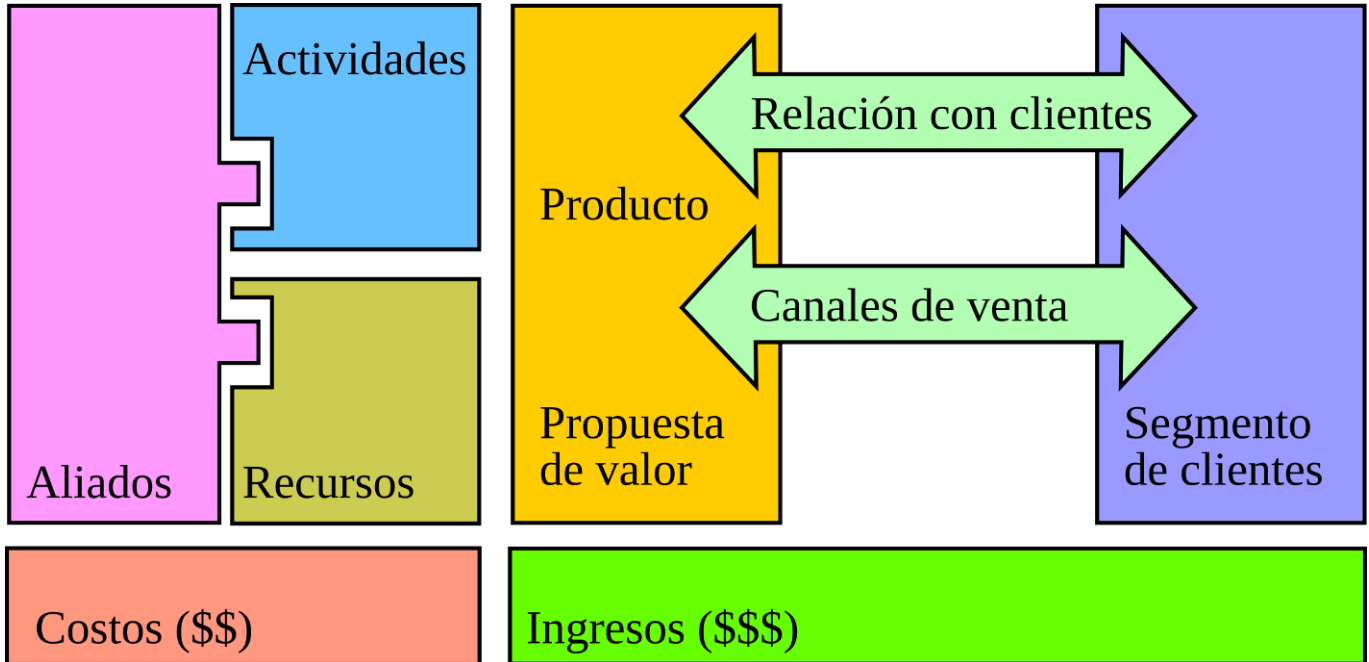 Actividades
Relación con clientes
Producto
Canales de venta
Propuesta
de valor
Segmento
de clientes
Aliados
Recursos
Costos ($$)
Ingresos ($$$)